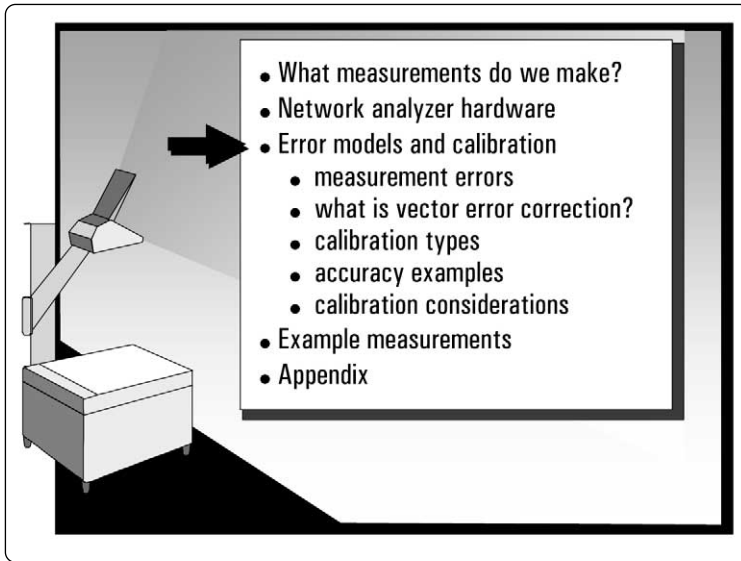 • What measurements do we make?
• Network analyzer hardware
• Error models and calibration
• measurement errors
• what is vector error correction?
• calibration types
• accuracy examples
• calibration considerations
• Example measurements
• Appendix